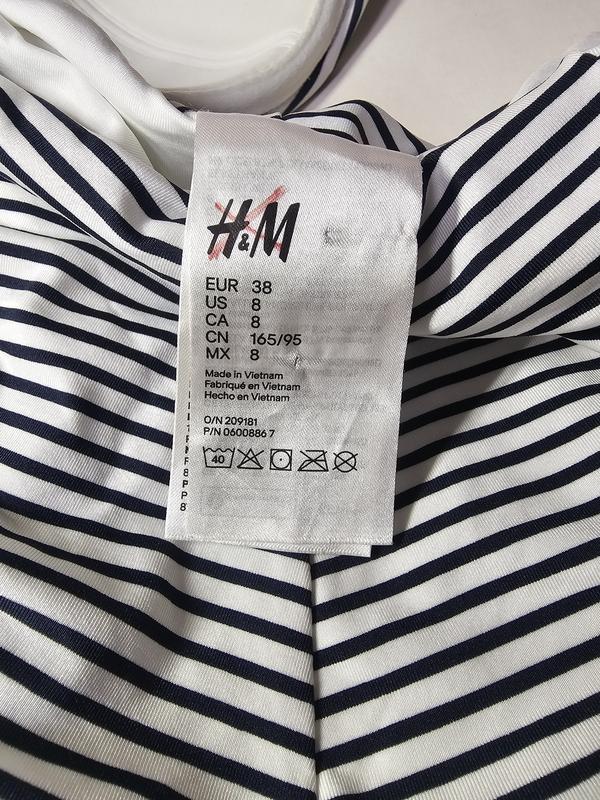 H&M
EUR 38
US 8
CA 8
CN 165/95
MX 8
Made in Vietnam
Fabriqué en Vietnam
Hecho en Vietnam
O/N 209181
P/N 0600886 7
40